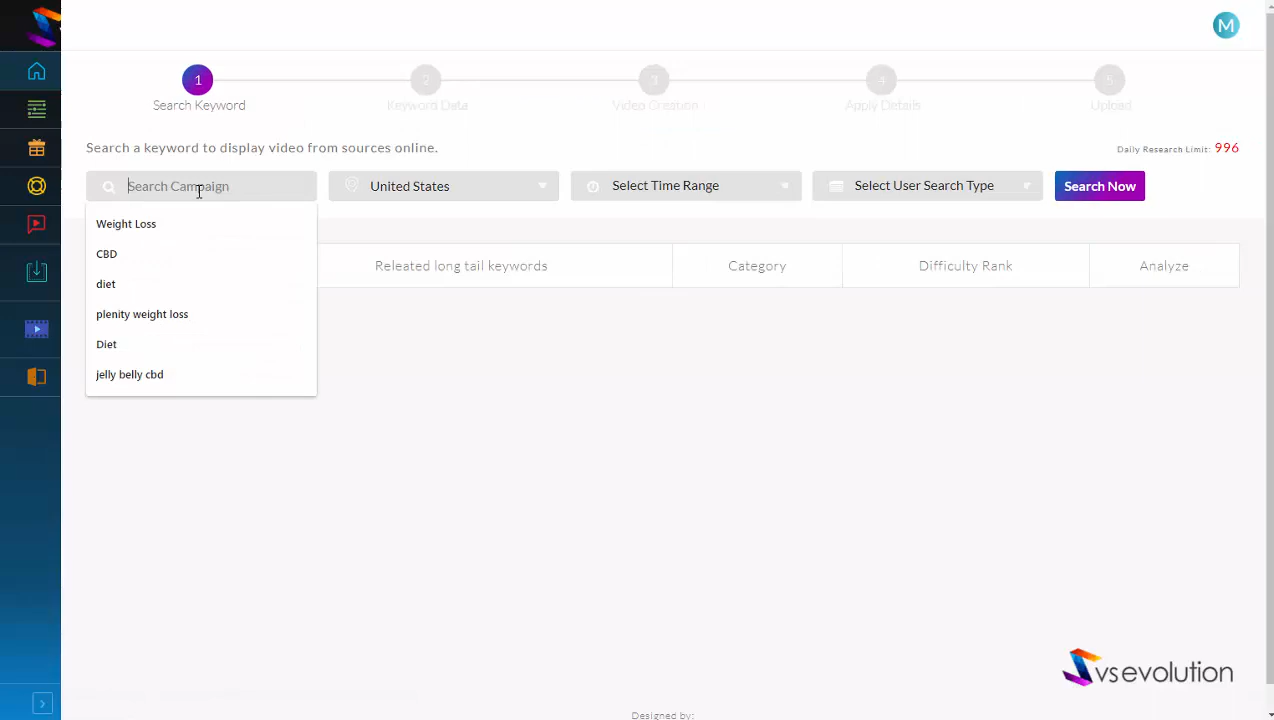 M
1
2
3
4
5
Search Keyword
Keyword Data
Video Creation
Apply Details
Upload
Search a keyword to display video from sources online.
Daily Research Limit: 996
Search Campaign
United States
Select Time Range
Select User Search Type
Search Now
Weight Loss
CBD
diet
plenity weight loss
Diet
jelly belly cbd
Releated long tail keywords
Category
Difficulty Rank
Analyze
vsevolution
Designed by: